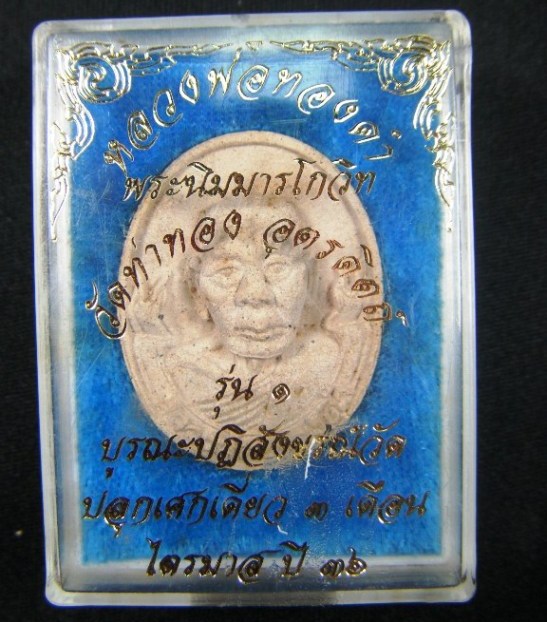 หลวงพ่อทองดำ
พระนิมมารโกวิท
วัดท่าทอง อุตรดิตถ์
รุ่น ๑
บูรณะปฏิสังขรณ์วัด
ปลุกเศกเดี่ยว ๓ เดือน
ไตรมาส ปี ๓๖